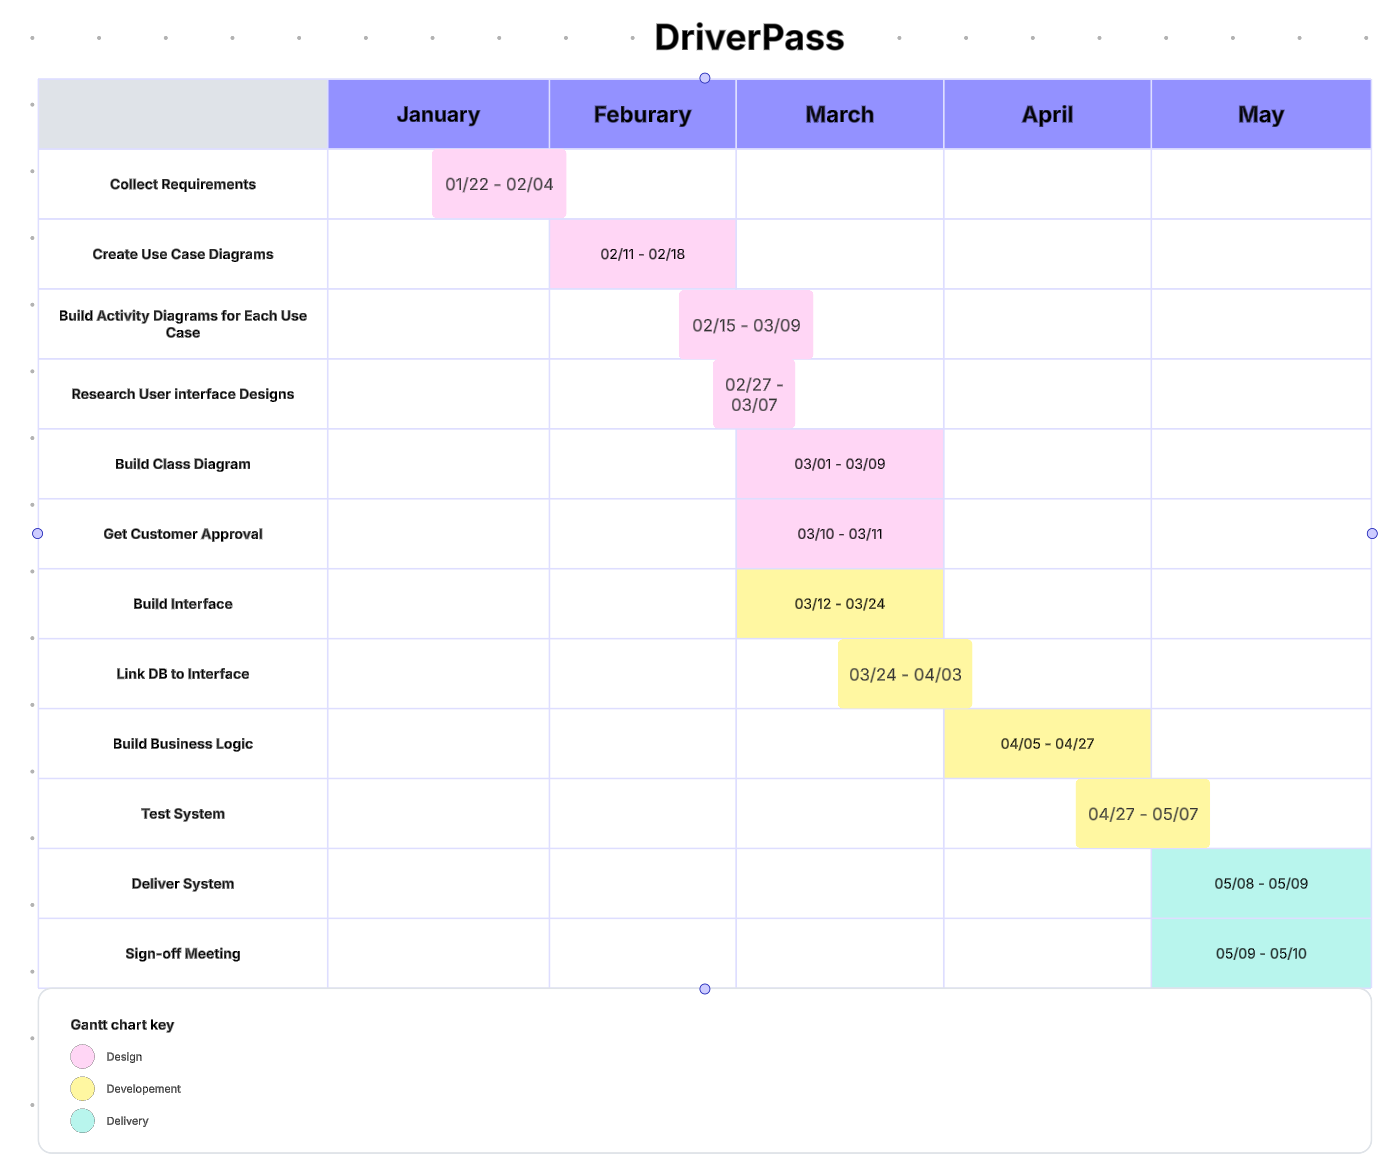 DriverPass
January Feburary March April May
Collect Requirements 01/22 - 02/04
Create Use Case Diagrams 02/11 - 02/18
Build Activity Diagrams for Each Use
Case
02/15 - 03/09
Research User interface Designs
02/27 -
03/07
Build Class Diagram 03/01 - 03/09
Get Customer Approval 03/10 - 03/11
Build Interface 03/12 - 03/24
Link DB to Interface 03/24 - 04/03
Build Business Logic 04/05 - 04/27
Test System 04/27 - 05/07
Deliver System 05/08 - 05/09
Sign-off Meeting 05/09 - 05/10
Gantt chart key
Design
Developement
Delivery